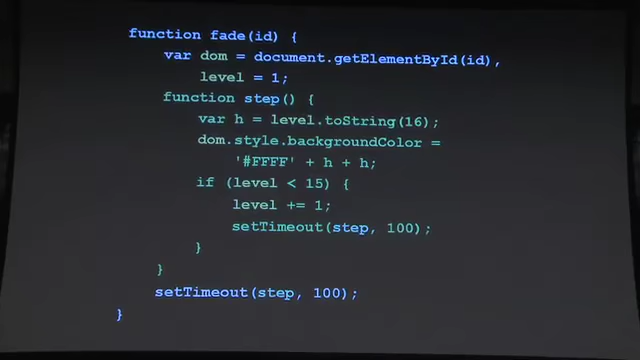 function fade(id) {
var dom = document.getElementById(id),
level = 1;
function step() {
var h = level.toString(16);
dom.style.backgroundColor =
'#FFFF' + h + h;
if (level < 15) {
level += 1;
setTimeout(step, 100);
}
}
setTimeout(step, 100);
}